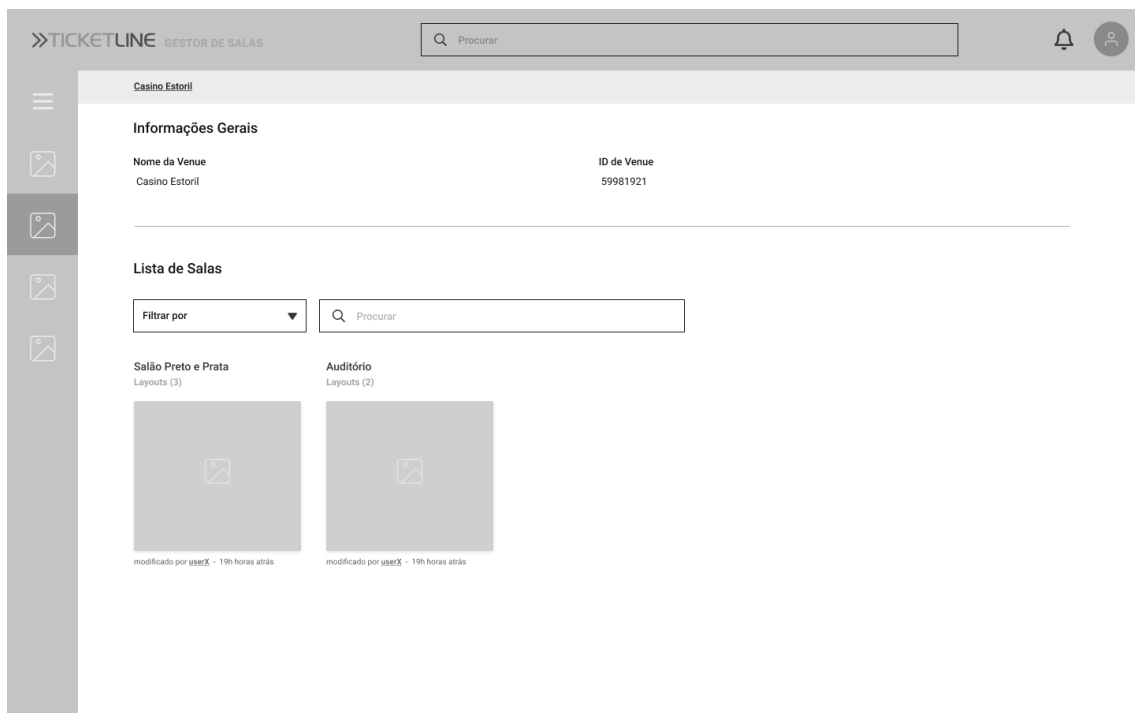 TICKETLINE GESTOR DE SALAS
Procurar
Casino Estoril
Informações Gerais
Nome da Venue ID de Venue
Casino Estoril 59981921
Lista de Salas
Filtrar por Procurar
Salão Preto e Prata Auditório
Layouts (3) Layouts (2)
modificado por userX - 19h horas atrás modificado por userX - 19h horas atrás